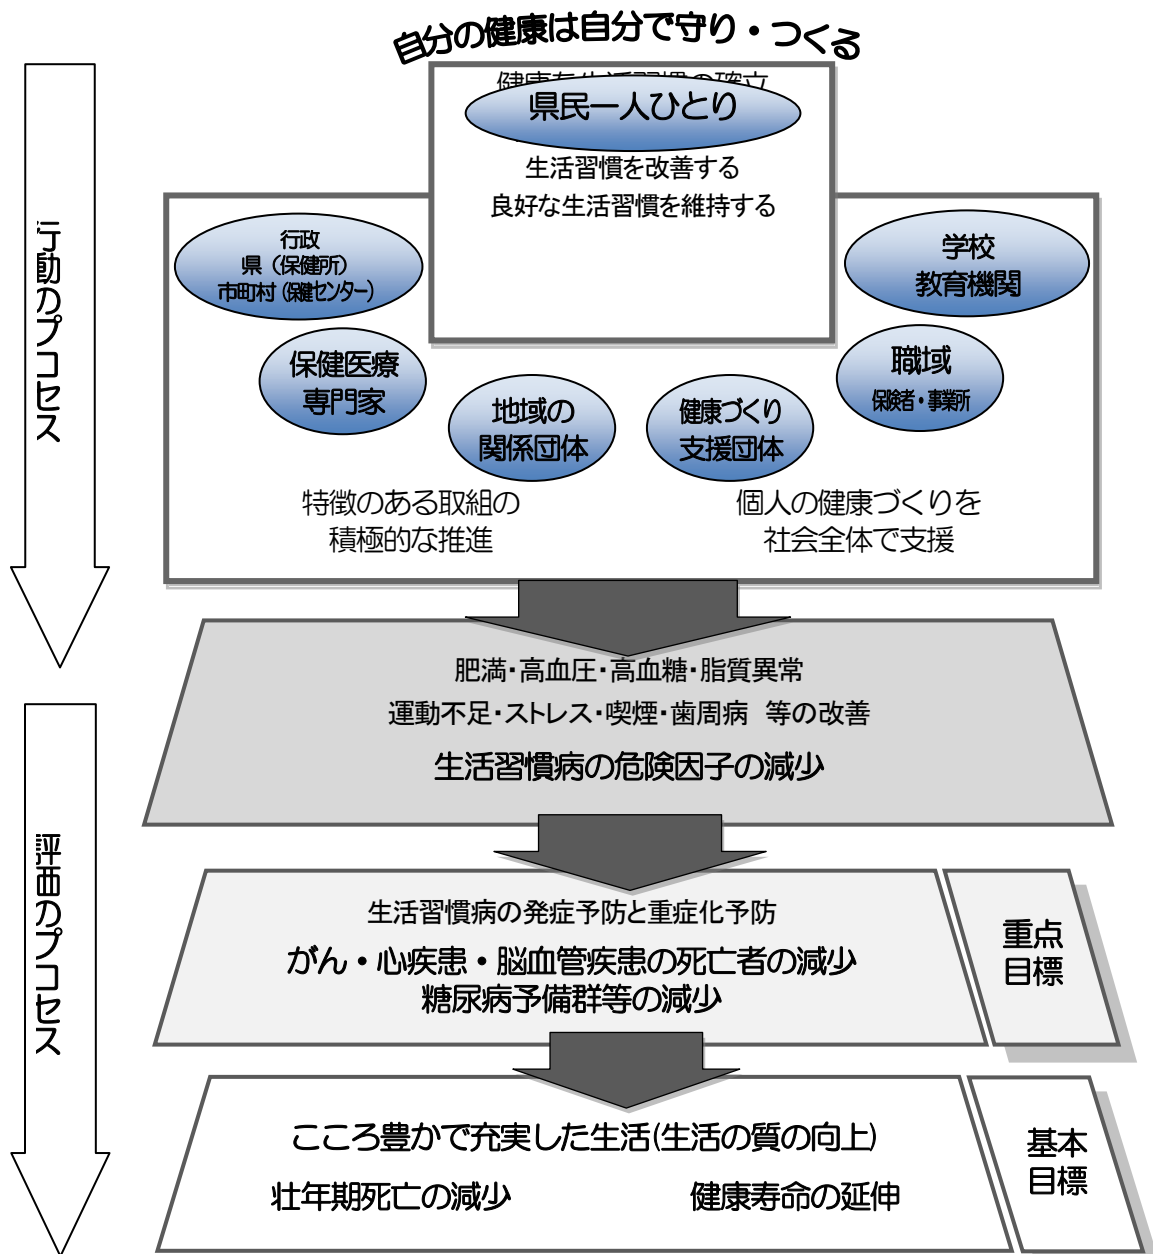 自分の健康は自分で守り・つくる
県民一人ひとり
生活習慣を改善する
良好な生活習慣を維持する
行政
県（保健所）
市町村（保健センター）
学校
教育機関
保健医療
専門家
職域
保険者・事業所
地域の
関係団体
健康づくり
支援団体
特徴のある取組の
積極的な推進
個人の健康づくりを
社会全体で支援
行動のプロセス
肥満・高血圧・高血糖・脂質異常
運動不足・ストレス・喫煙・歯周病　等の改善
生活習慣病の危険因子の減少
評価のプロセス
生活習慣病の発症予防と重症化予防
がん・心疾患・脳血管疾患の死亡者の減少
糖尿病予備群等の減少
重点
目標
こころ豊かで充実した生活(生活の質の向上)
壮年期死亡の減少
健康寿命の延伸
基本
目標